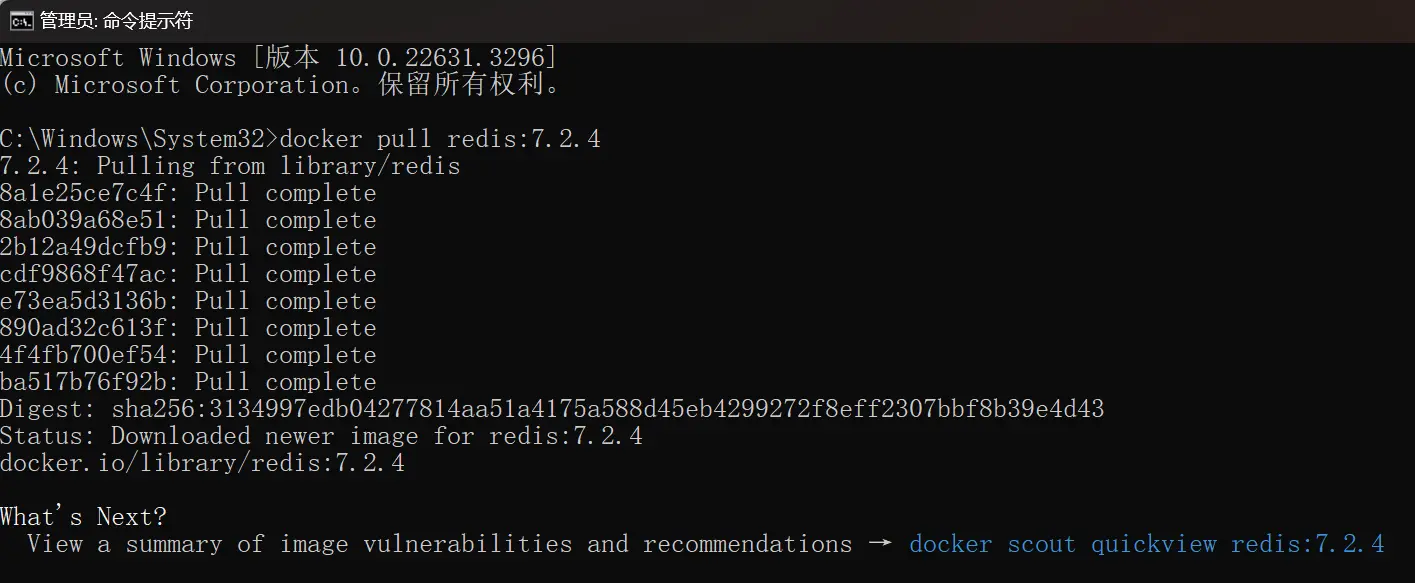 管理员: 命令提示符
Microsoft Windows [版本 10.0.22631.3296]
(c) Microsoft Corporation。保留所有权利。
C:\Windows\System32>docker pull redis:7.2.4
7.2.4: Pulling from library/redis
8a1e25ce7c4f: Pull complete
8ab039a68e51: Pull complete
2b12a49dcfb9: Pull complete
cdf9868f47ac: Pull complete
e73ea5d3136b: Pull complete
890ad32c613f: Pull complete
4f4fb700ef54: Pull complete
ba517b76f92b: Pull complete
Digest: sha256:3134997edb04277814aa51a4175a588d45eb4299272f8eff2307bbf8b39e4d43
Status: Downloaded newer image for redis:7.2.4
docker.io/library/redis:7.2.4
What's Next?
View a summary of image vulnerabilities and recommendations → docker scout quickview redis:7.2.4